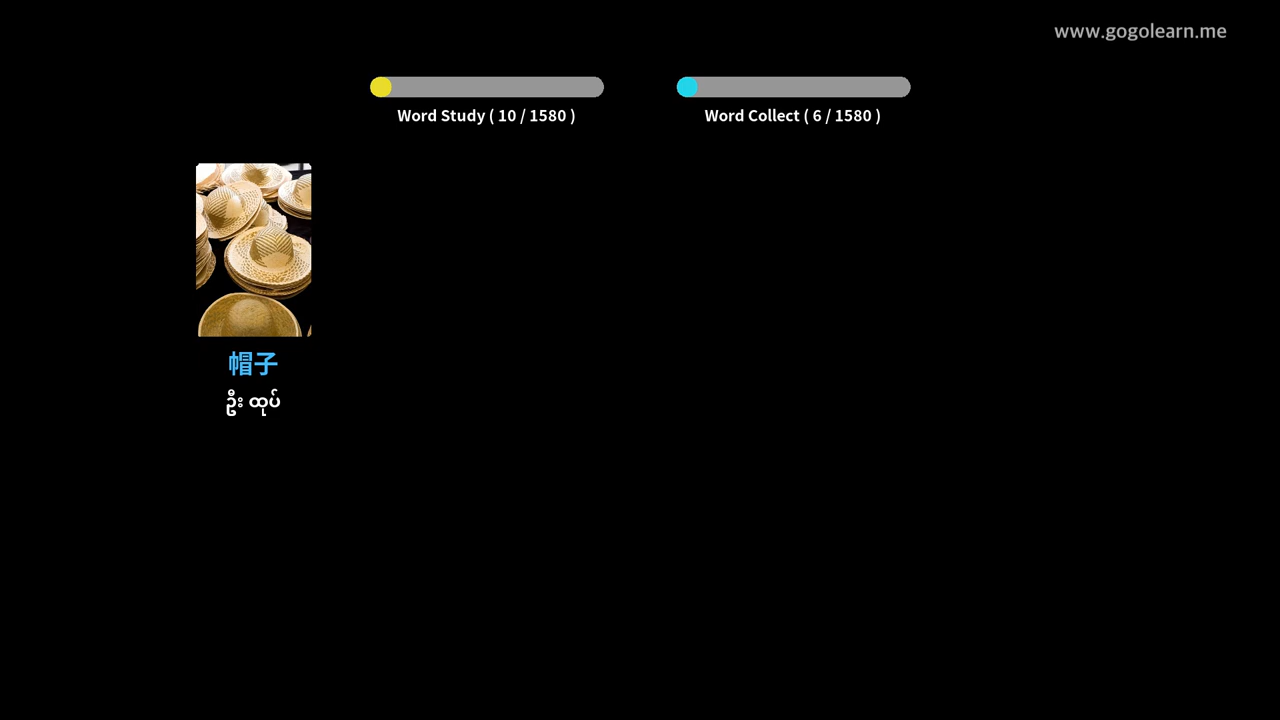 www.gogolearn.me
Word Study ( 10 / 1580 )
Word Collect ( 6 / 1580 )
帽子
ဦး ထုပ်